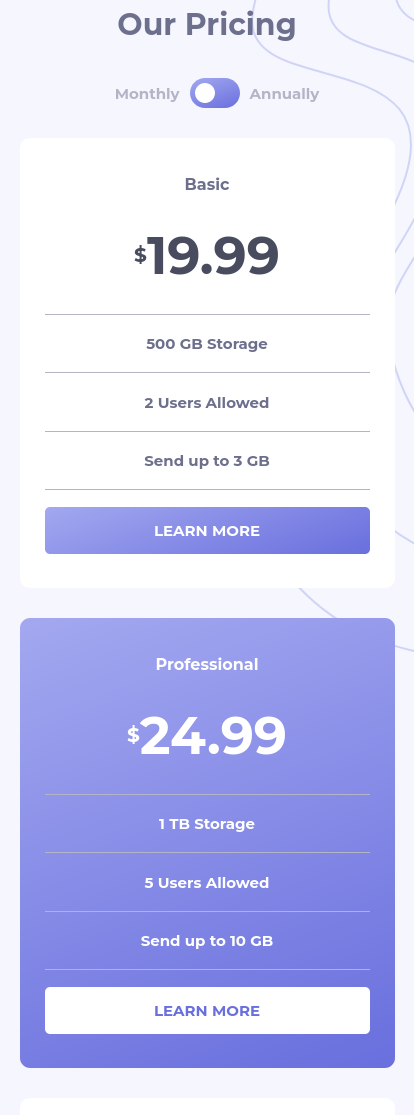 Our Pricing
Monthly Annually
Basic
$19.99
500 GB Storage
2 Users Allowed
Send up to 3 GB
LEARN MORE
Professional
$24.99
1 TB Storage
5 Users Allowed
Send up to 10 GB
LEARN MORE